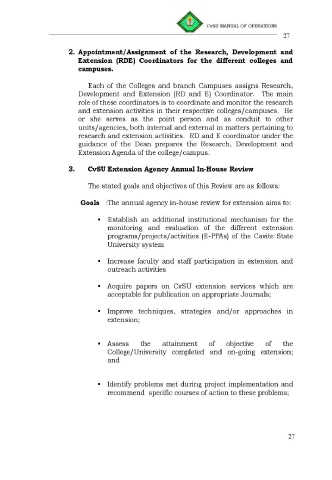 CvSU MANUAL OF OPERATIONS
27
2. Appointment/Assignment of the Research, Development and
Extension (RDE) Coordinators for the different colleges and
campuses.
Each of the Colleges and branch Campuses assigns Research,
Development and Extension (RD and E) Coordinator. The main
role of these coordinators is to coordinate and monitor the research
and extension activities in their respective colleges/campuses. He
or she serves as the point person and as conduit to other
units/agencies, both internal and external in matters pertaining to
research and extension activities. RD and E coordinator under the
guidance of the Dean prepares the Research, Development and
Extension Agenda of the college/campus.
3. CvSU Extension Agency Annual In-House Review
The stated goals and objectives of this Review are as follows:
Goals :The annual agency in-house review for extension aims to:
▪ Establish an additional institutional mechanism for the
monitoring and evaluation of the different extension
programs/projects/activities (E-PPAs) of the Cavite State
University system
▪ Increase faculty and staff participation in extension and
outreach activities
▪ Acquire papers on CvSU extension services which are
acceptable for publication on appropriate Journals;
▪ Improve techniques, strategies and/or approaches in
extension;
▪ Assess the attainment of objective of the
College/University completed and on-going extension;
and
▪ Identify problems met during project implementation and
recommend specific courses of action to these problems;
27